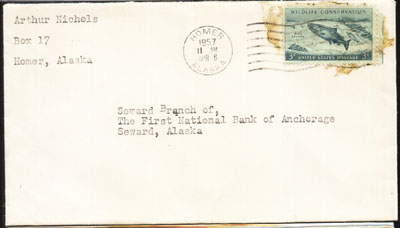 Arthur Nichols
Box 17
Homer, Alaska
HOMER
1957
ALASKA
WILDLIFE CONSERVATION
3¢ UNITED STATES POSTAGE 3¢
Seward Branch of,
The First National Bank of Anchorage
Seward, Alaska